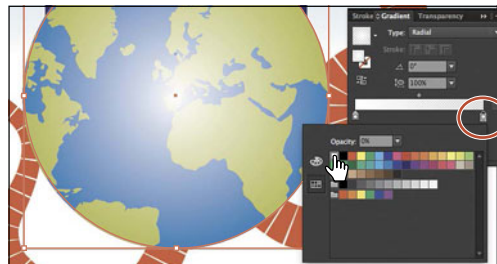 Stroke Gradient Transparency
Type: Radial
Stroke:
0°
100%
Opacity: 0%